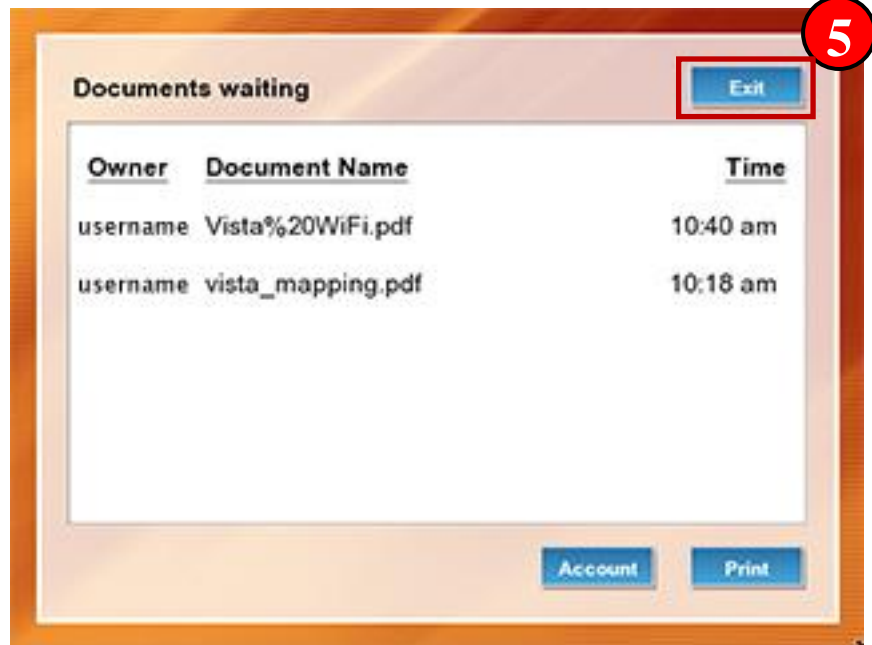 5
Documents waiting
Exit
Owner Document Name Time
username Vista%20WiFi.pdf 10:40 am
username vista_mapping.pdf 10:18 am
Account Print